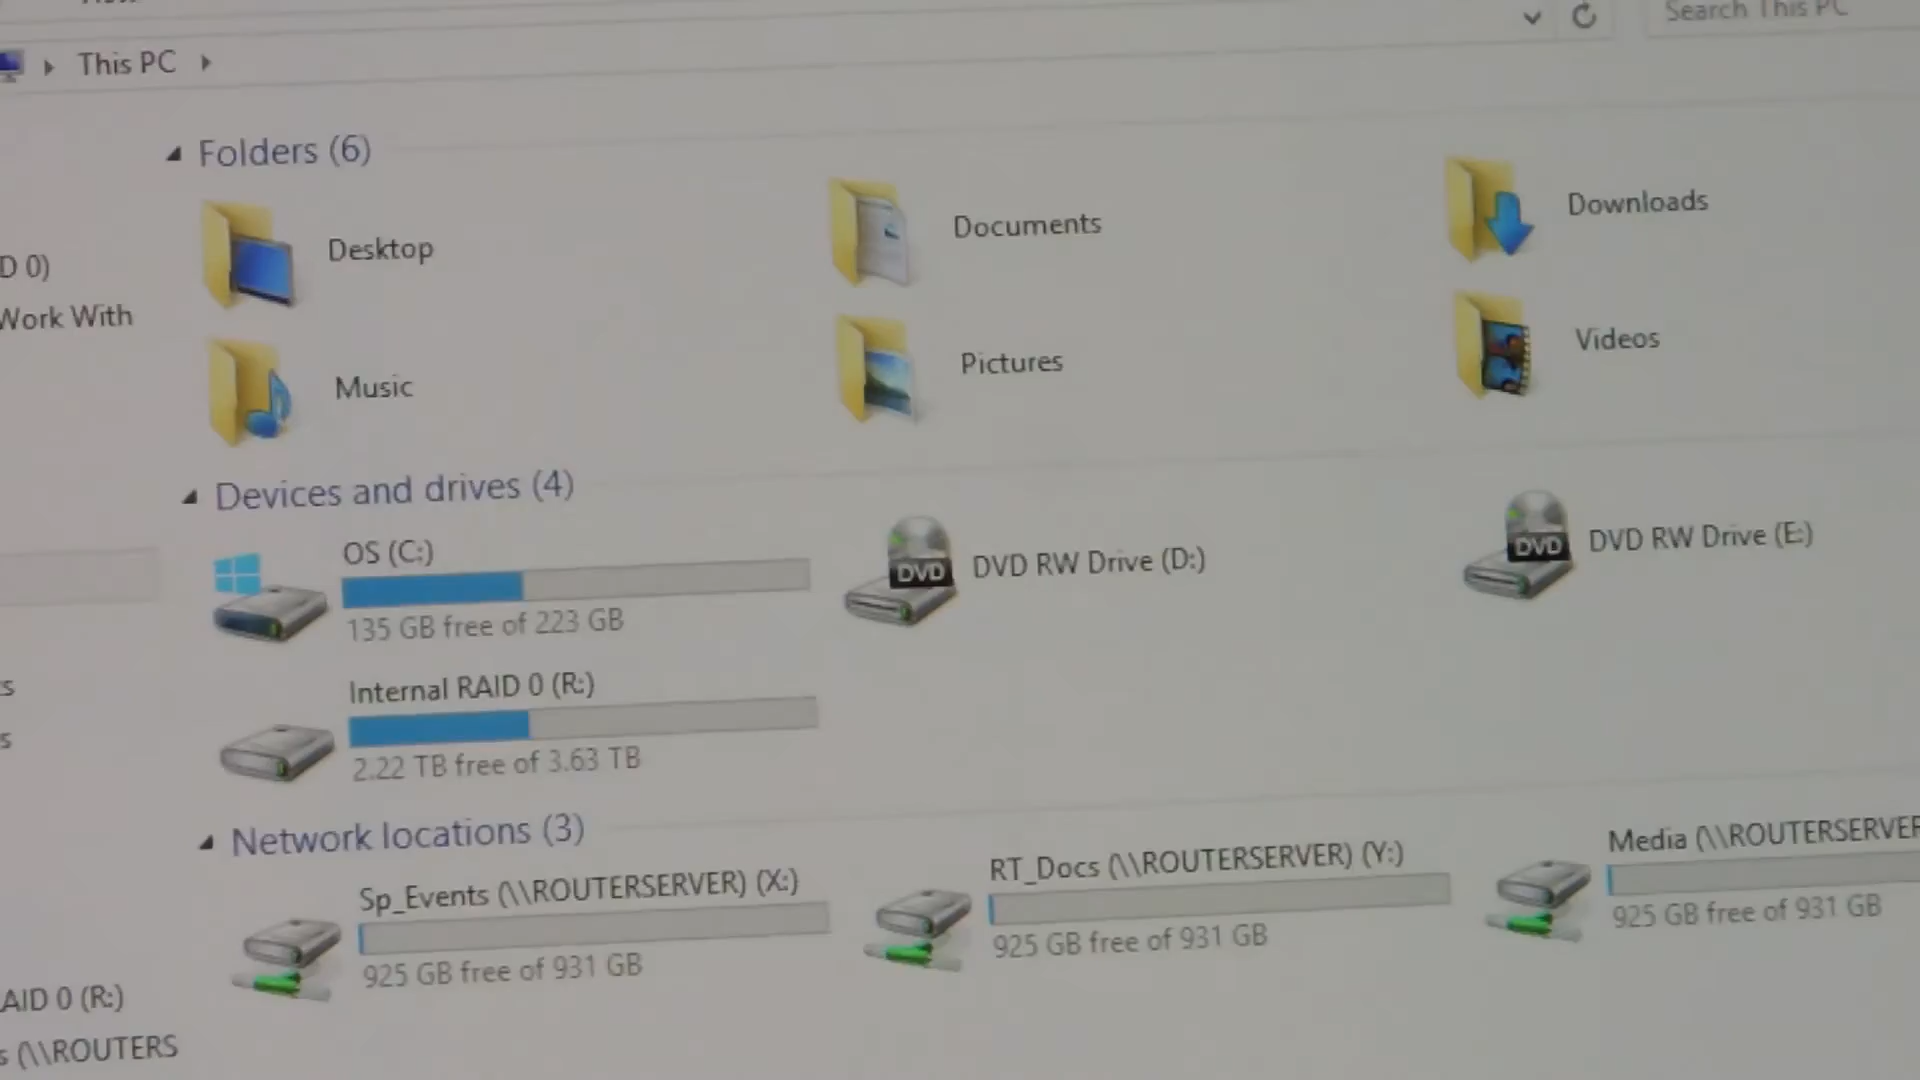 Search This PC
This PC
Folders (6)
Desktop
Documents
Downloads
Music
Pictures
Videos
D 0)
Work With
Devices and drives (4)
OS (C:)
135 GB free of 223 GB
DVD
DVD RW Drive (D:)
DVD
DVD RW Drive (E:)
Internal RAID 0 (R:)
2.22 TB free of 3.63 TB
s
s
Network locations (3)
Sp_Events (\\ROUTERSERVER) (X:)
925 GB free of 931 GB
RT_Docs (\\ROUTERSERVER) (Y:)
925 GB free of 931 GB
Media (\\ROUTERSERVER
925 GB free of 931 GB
AID 0 (R:)
s (\\ROUTERS